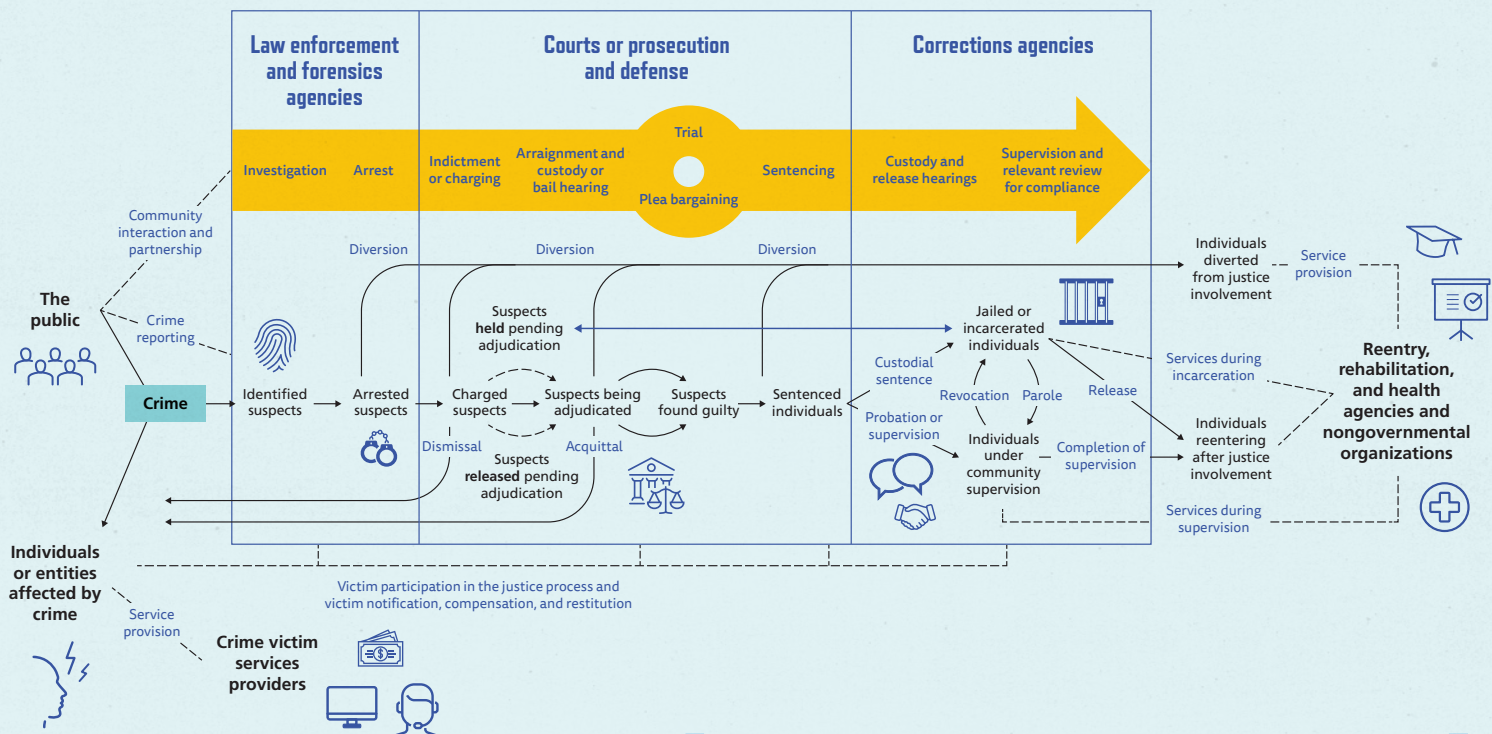 Law enforcement
and forensics
agencies
Courts or prosecution
and defense
Corrections agencies
Investigation
Arrest
Indictment
or charging
Arraignment and
custody or
bail hearing
Trial
Plea bargaining
Sentencing
Custody and
release hearings
Supervision and
relevant review
for compliance
Community
interaction and
partnership
The
public
Crime
reporting
Crime
Diversion
Diversion
Diversion
Individuals
diverted
from justice
involvement
Service
provision
Suspects
held pending
adjudication
Jailed or
incarcerated
individuals
Identified
suspects
Arrested
suspects
Charged
suspects
Suspects being
adjudicated
Suspects
found guilty
Sentenced
individuals
Custodial
sentence
Probation or
supervision
Revocation
Parole
Services during
incarceration
Release
Reentry,
rehabilitation,
and health
agencies and
nongovernmental
organizations
Dismissal
Acquittal
Suspects
released pending
adjudication
Individuals
under
community
supervision
Completion of
supervision
Individuals
reentering
after justice
involvement
Services during
supervision
Individuals
or entities
affected by
crime
Victim participation in the justice process and
victim notification, compensation, and restitution
Service
provision
Crime victim
services
providers
$